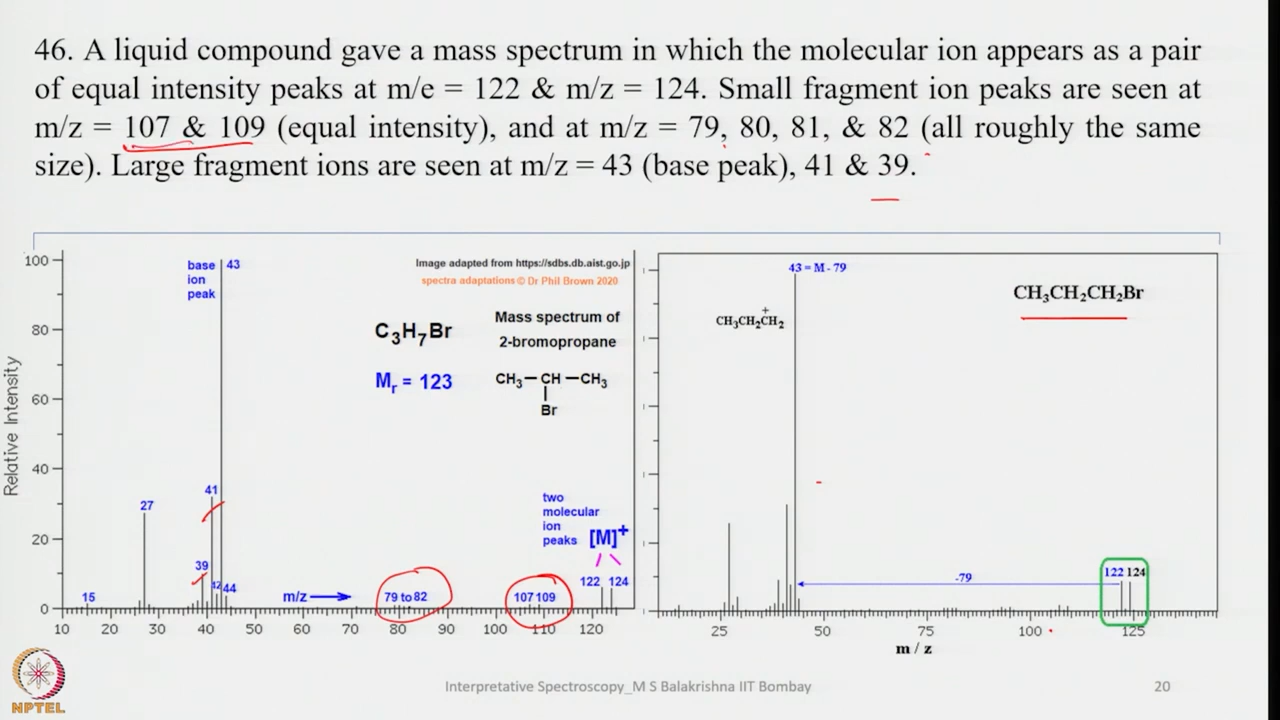 46. A liquid compound gave a mass spectrum in which the molecular ion appears as a pair
of equal intensity peaks at m/e = 122 & m/z = 124. Small fragment ion peaks are seen at
m/z = 107 & 109 (equal intensity), and at m/z = 79, 80, 81, & 82 (all roughly the same
size). Large fragment ions are seen at m/z = 43 (base peak), 41 & 39.
Relative Intensity
100
80
60
40
20
0
base
ion
peak
43
Image adapted from https://sdbs.db.aist.go.jp
spectra adaptations © Dr Phil Brown 2020
C3H7Br
Mr = 123
Mass spectrum of
2-bromopropane
CH3 — CH — CH3
Br
41
27
39
42
44
15
m/z
79 to 82
107 109
two
molecular
ion
peaks
[M]+
122 124
10 20 30 40 50 60 70 80 90 100 110 120
43 = M - 79
CH3CH2CH2Br
CH3CH2CH2
+
-79
122 124
25 50 75 100 125
m / z
NPTEL
Interpretative Spectroscopy_M S Balakrishna IIT Bombay
20